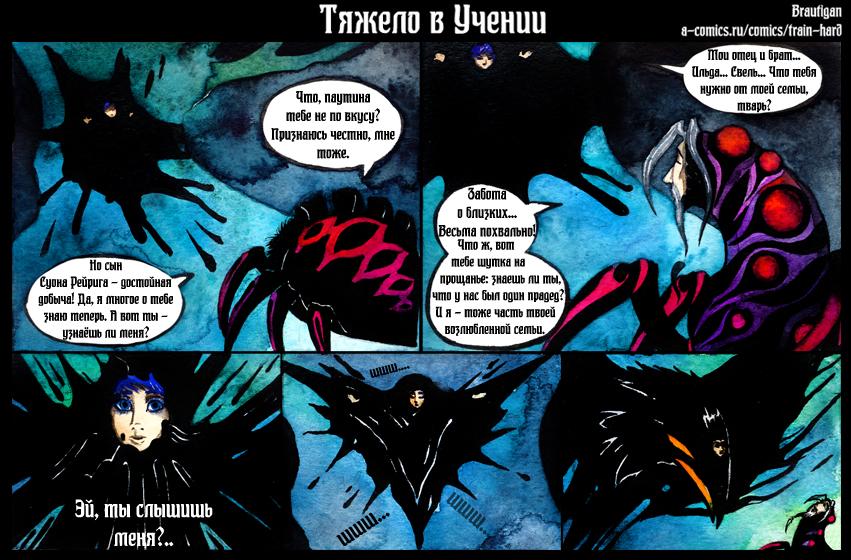 Тяжело в Учении
Brautigan
a-comics.ru/comics/train-hard
Что, паутина
тебе не по вкусу?
Признаюсь честно, мне
тоже.
Но сын
Суона Рейрига – достойная
добыча! Да, я многое о тебе
знаю теперь. А вот ты –
узнаёшь ли меня?
Мои отец и брат...
Ильда... Свель... Что тебя
нужно от моей семьи,
тварь?
Забота
о близких...
Весьма похвально!
Что ж, вот
тебе шутка на
прощанье: знаешь ли ты,
что у нас был один прадед?
И я – тоже часть твоей
возлюбленной семьи.
Эй, ты слышишь
меня?..
шшш....
шшш...
шшш..